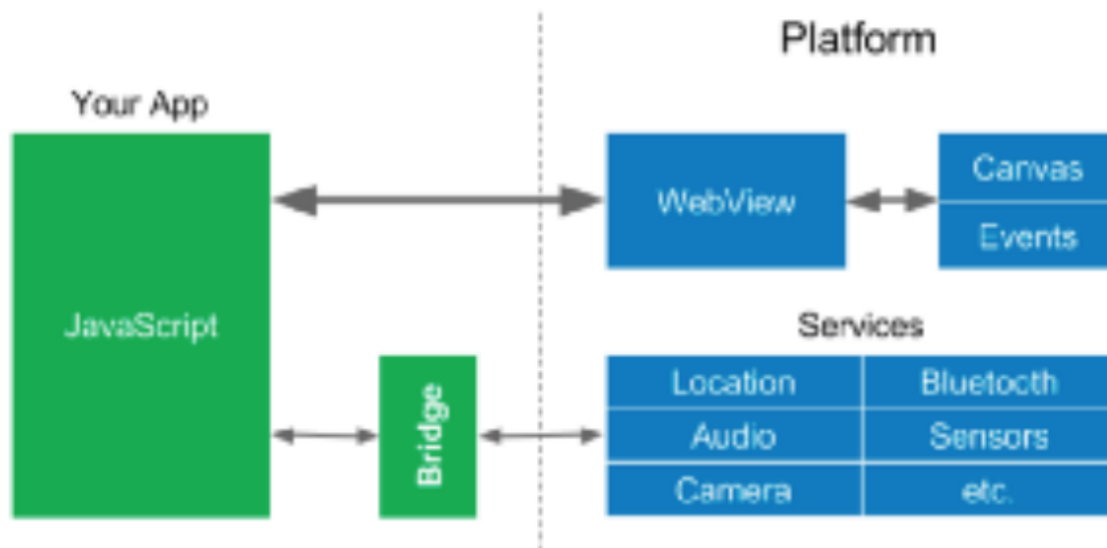 Platform
Your App
JavaScript
Bridge
WebView
Canvas
Events
Services
Location
Bluetooth
Audio
Sensors
Camera
etc.